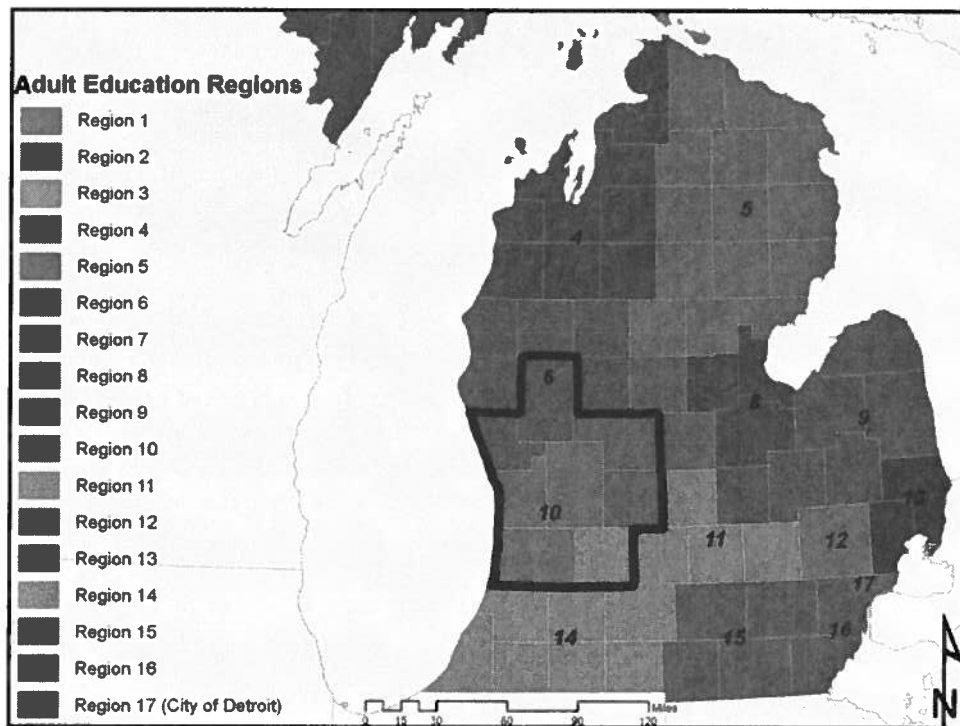 Adult Education Regions
Region 1
Region 2
Region 3
Region 4
Region 5
Region 6
Region 7
Region 8
Region 9
Region 10
Region 11
Region 12
Region 13
Region 14
Region 15
Region 16
Region 17 (City of Detroit)
5
4
6
8
9
10
13
11
12
17
14
15
16
Miles
0 15 30 60 90 120
N